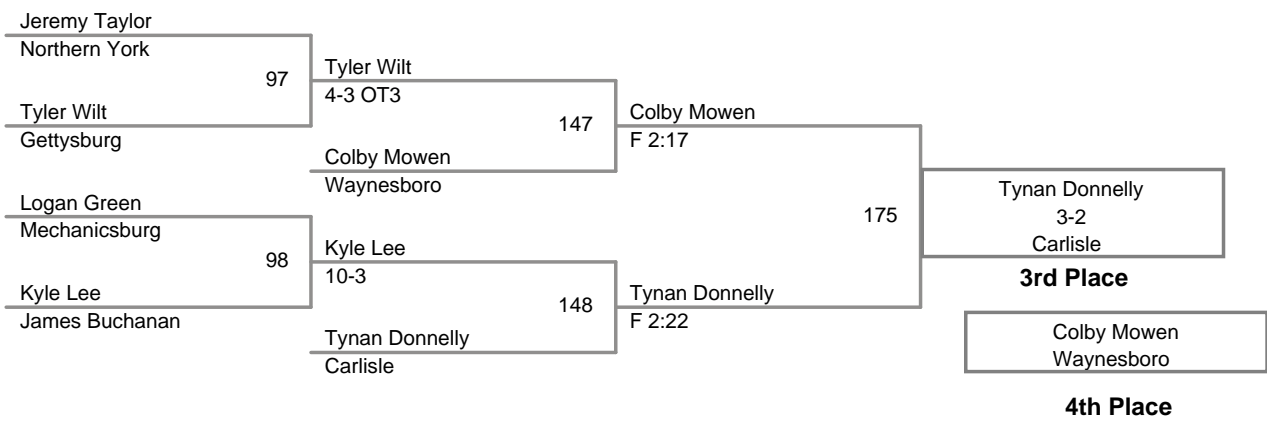 Jeremy Taylor
Northern York
97
Tyler Wilt
4-3 OT3
Tyler Wilt
Gettysburg
147
Colby Mowen
F 2:17
Colby Mowen
Waynesboro
Logan Green
Mechanicsburg
98
Kyle Lee
10-3
Kyle Lee
James Buchanan
148
Tynan Donnelly
F 2:22
Tynan Donnelly
Carlisle
175
Tynan Donnelly
3-2
Carlisle
3rd Place
Colby Mowen
Waynesboro
4th Place